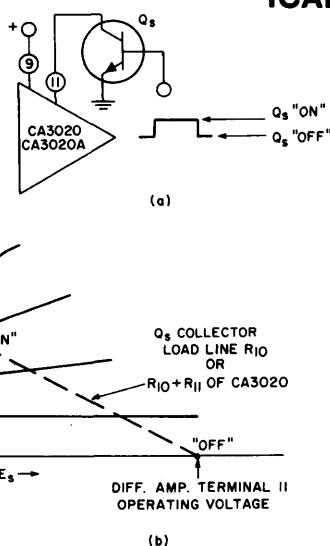 ICAL
+
Qs
9
11
CA3020
CA3020A
Qs "ON"
Qs "OFF"
(a)
N"
Qs COLLECTOR
LOAD LINE R10
OR
R10+R11 OF CA3020
"OFF"
Es →
DIFF. AMP. TERMINAL 11
OPERATING VOLTAGE
(b)